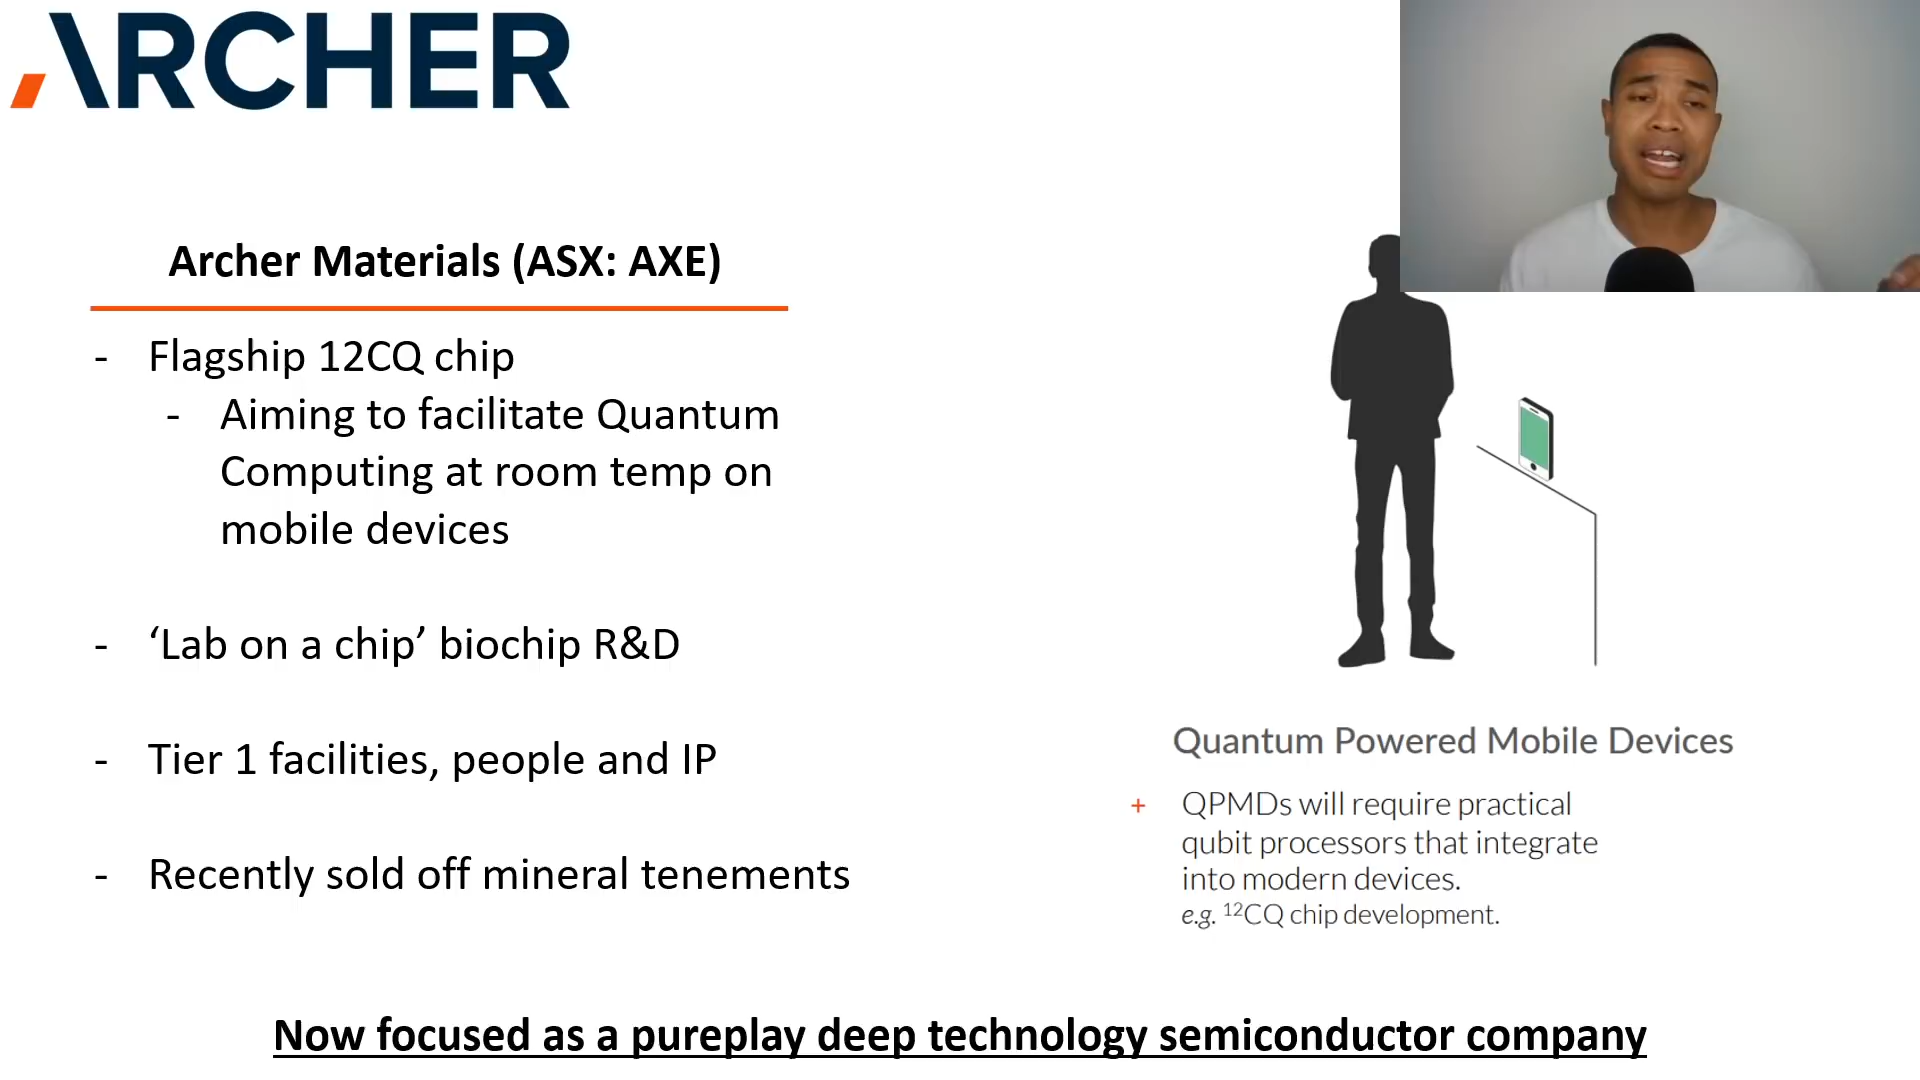 ARCHER
Archer Materials (ASX: AXE)
- Flagship 12CQ chip
- Aiming to facilitate Quantum
Computing at room temp on
mobile devices
- ‘Lab on a chip’ biochip R&D
- Tier 1 facilities, people and IP
- Recently sold off mineral tenements
Quantum Powered Mobile Devices
+ QPMDs will require practical
qubit processors that integrate
into modern devices.
e.g. ¹²CQ chip development.
Now focused as a pureplay deep technology semiconductor company